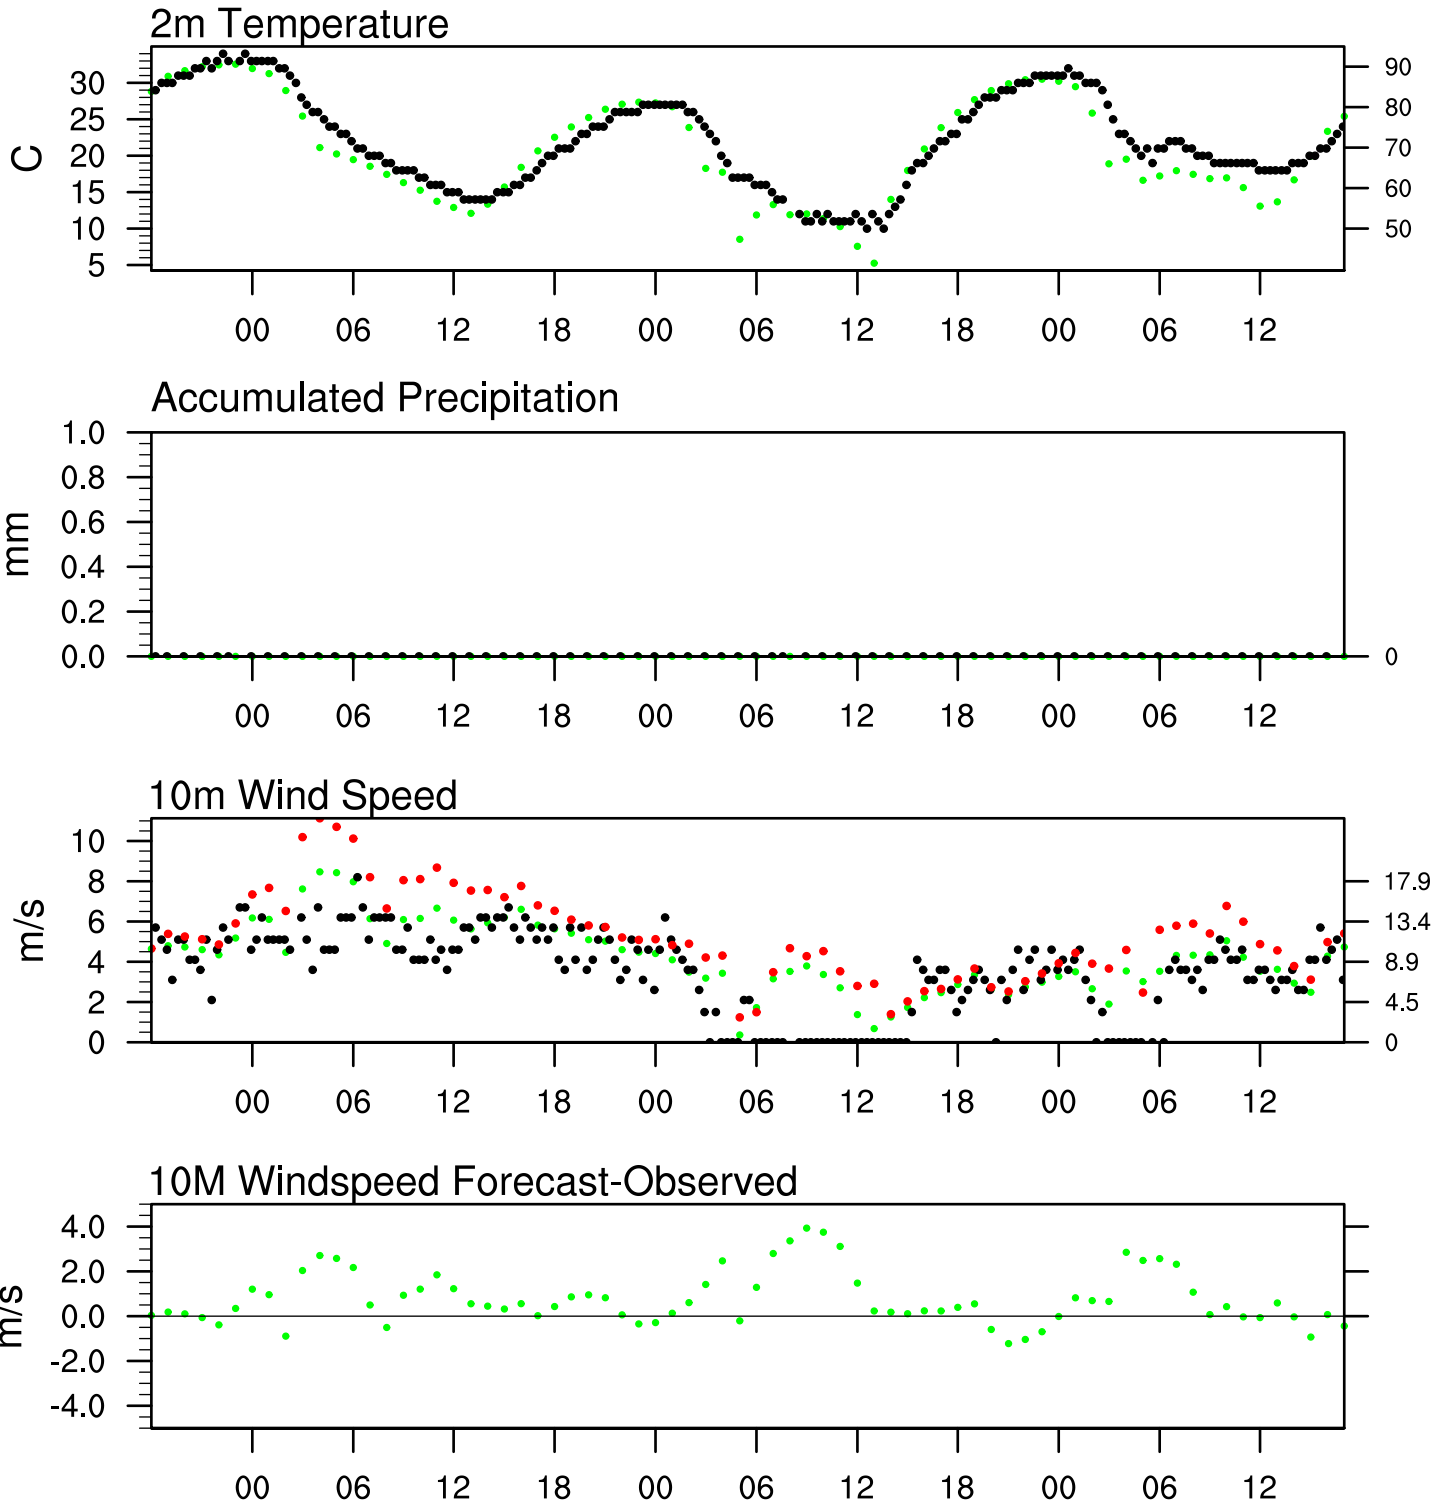 2m Temperature
C
30
25
20
15
10
5
90
80
70
60
50
00 06 12 18 00 06 12 18 00 06 12
Accumulated Precipitation
mm
1.0
0.8
0.6
0.4
0.2
0.0
0
00 06 12 18 00 06 12 18 00 06 12
10m Wind Speed
m/s
10
8
6
4
2
0
17.9
13.4
8.9
4.5
0
00 06 12 18 00 06 12 18 00 06 12
10M Windspeed Forecast-Observed
m/s
4.0
2.0
0.0
-2.0
-4.0
00 06 12 18 00 06 12 18 00 06 12